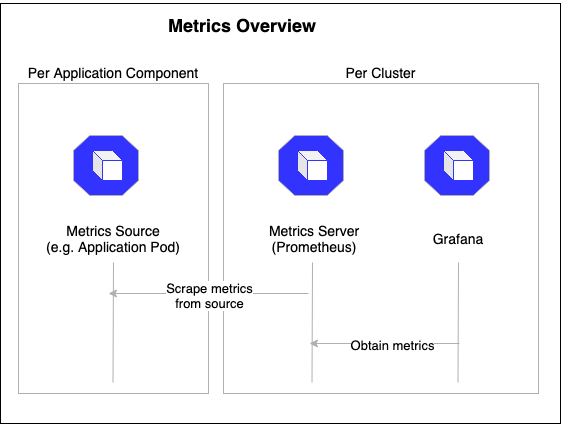 Metrics Overview
Per Application Component
Per Cluster
Metrics Source
(e.g. Application Pod)
Metrics Server
(Prometheus)
Grafana
Scrape metrics
from source
Obtain metrics